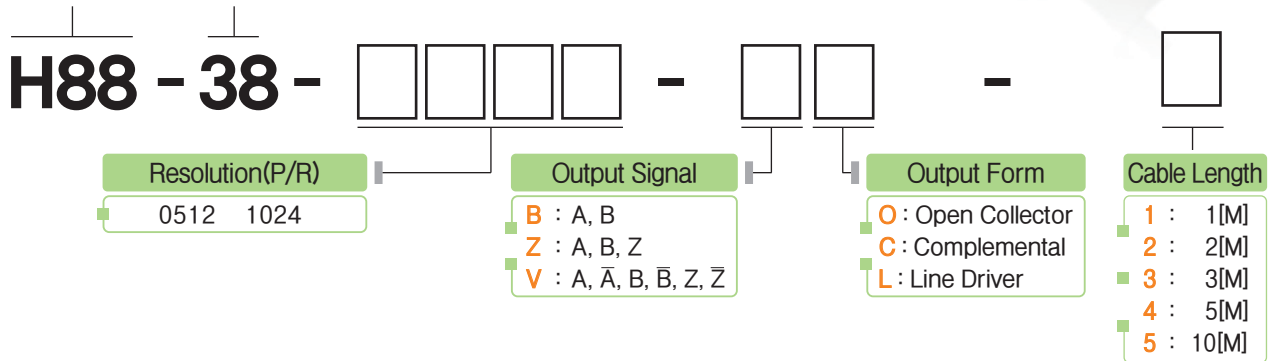 H88 - 38 - -  -
Resolution(P/R)
0512 1024
Output Signal
B : A, B
Z : A, B, Z
V : A, A̅, B, B̅, Z, Z̅
Output Form
O : Open Collector
C : Complemental
L : Line Driver
Cable Length
1 : 1[M]
2 : 2[M]
3 : 3[M]
4 : 5[M]
5 : 10[M]